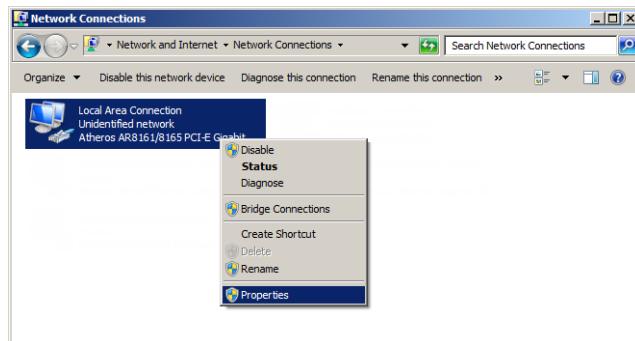 Network Connections
Network and Internet Network Connections Search Network Connections
Organize Disable this network device Diagnose this connection Rename this connection »
Local Area Connection
Unidentified network
Atheros AR8161/8165 PCI-E Gigabit
Disable
Status
Diagnose
Bridge Connections
Create Shortcut
Delete
Rename
Properties